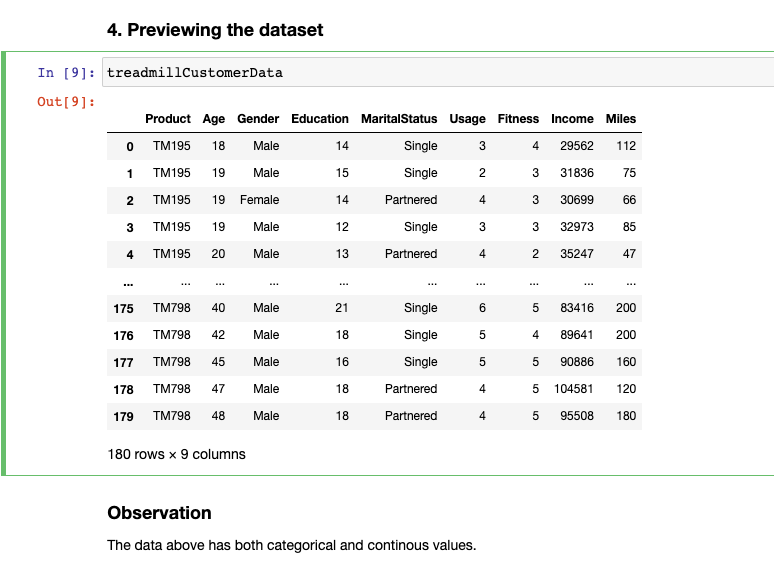 4. Previewing the dataset
In [9]: treadmillCustomerData
Out[9]:
Product Age Gender Education MaritalStatus Usage Fitness Income Miles
0 TM195 18 Male 14 Single 3 4 29562 112
1 TM195 19 Male 15 Single 2 3 31836 75
2 TM195 19 Female 14 Partnered 4 3 30699 66
3 TM195 19 Male 12 Single 3 3 32973 85
4 TM195 20 Male 13 Partnered 4 2 35247 47
... ... ... ... ... ... ... ... ... ...
175 TM798 40 Male 21 Single 6 5 83416 200
176 TM798 42 Male 18 Single 5 4 89641 200
177 TM798 45 Male 16 Single 5 5 90886 160
178 TM798 47 Male 18 Partnered 4 5 104581 120
179 TM798 48 Male 18 Partnered 4 5 95508 180
180 rows × 9 columns
Observation
The data above has both categorical and continous values.